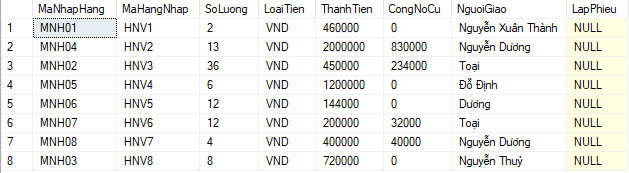 MaNhapHang MaHangNhap SoLuong LoaiTien ThanhTien CongNoCu NguoiGiao LapPhieu
1 MNH01 HNV1 2 VND 460000 0 Nguyễn Xuân Thành NULL
2 MNH04 HNV2 13 VND 2000000 830000 Nguyễn Dương NULL
3 MNH02 HNV3 36 VND 450000 234000 Toại NULL
4 MNH05 HNV4 6 VND 1200000 0 Đỗ Định NULL
5 MNH06 HNV5 12 VND 144000 0 Dương NULL
6 MNH07 HNV6 12 VND 200000 32000 Toại NULL
7 MNH08 HNV7 4 VND 400000 40000 Nguyễn Dương NULL
8 MNH03 HNV8 8 VND 720000 0 Nguyễn Thuỷ NULL